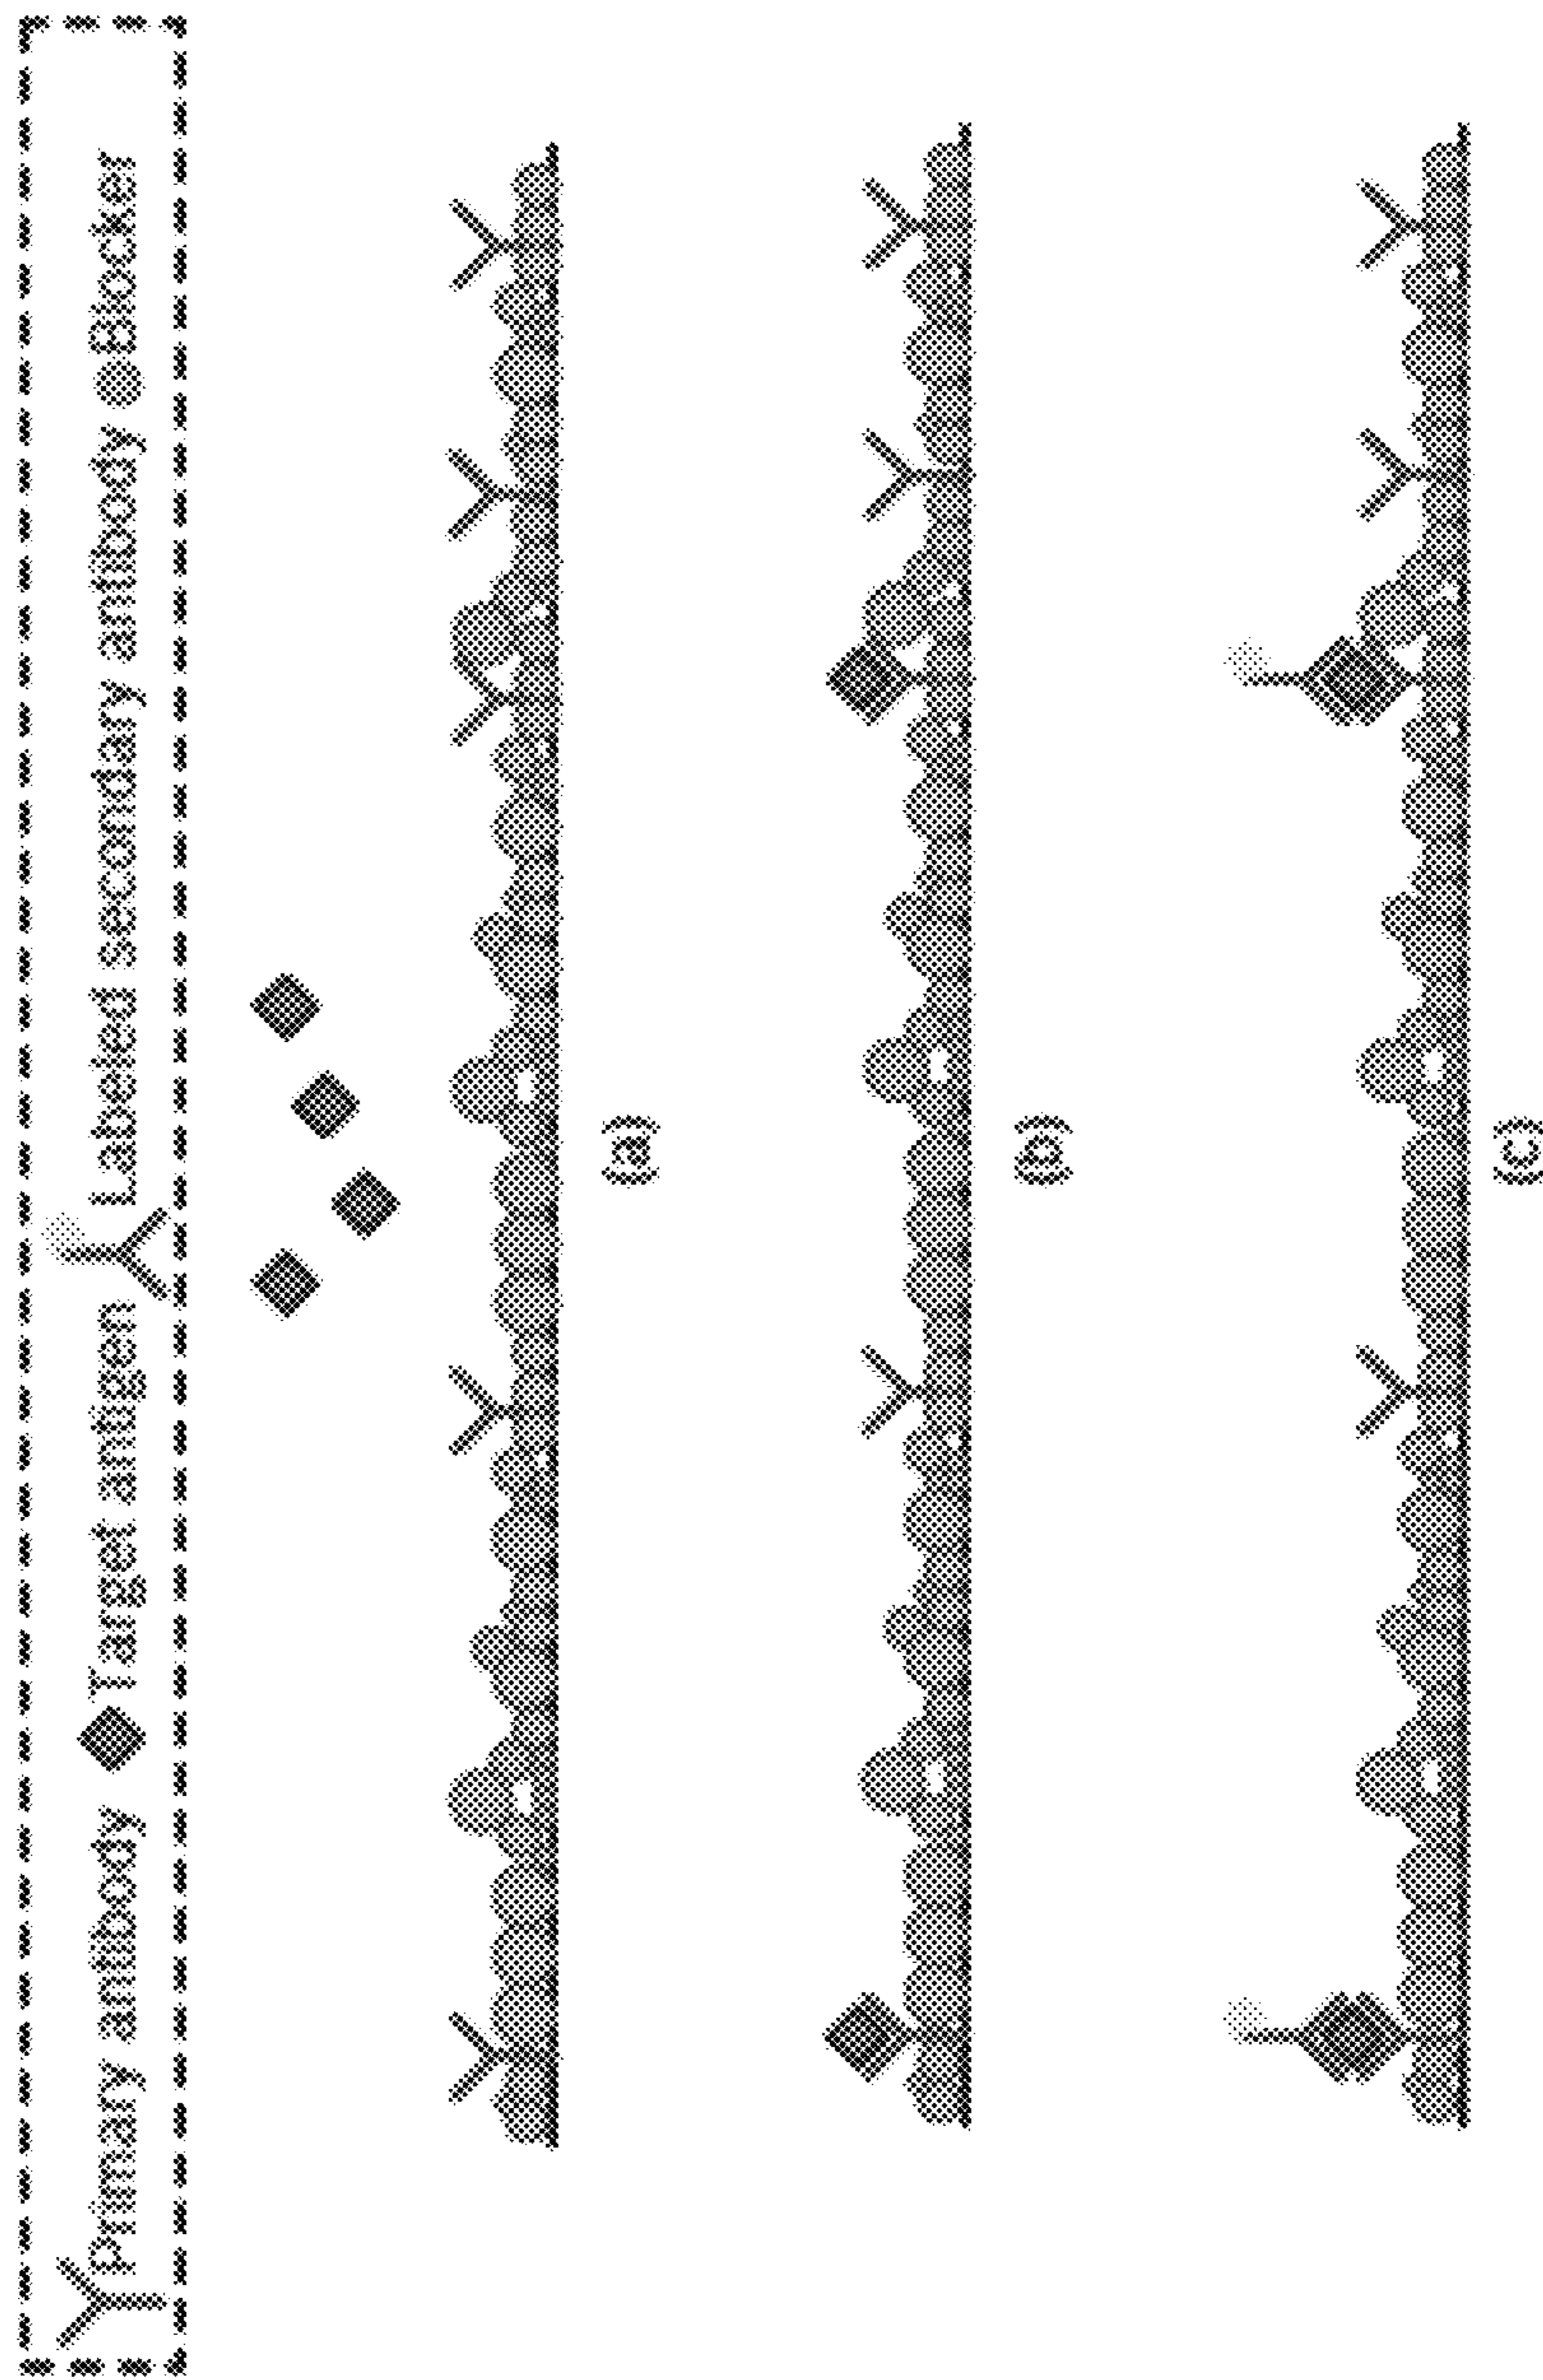 Primary antibody Target antigen Labeled secondary antibody Blocker
(a)
(b)
(c)